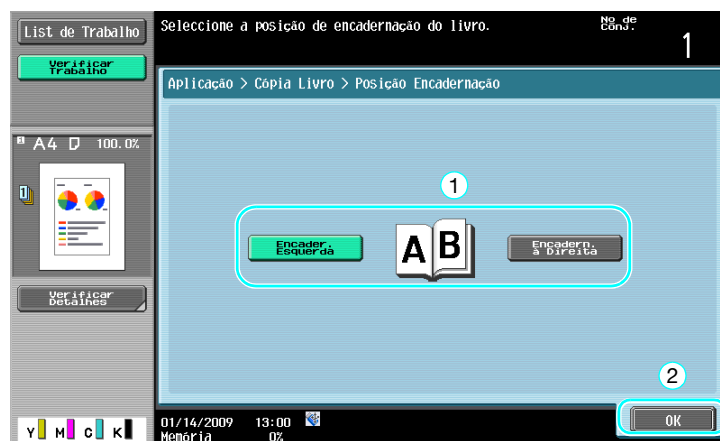 List de Trabalho
Verificar
Trabalho
A4 100.0%
Verificar
Detalhes
Y M C K
Seleccione a posição de encadernação do livro.
No de
Conj.
1
Aplicação > Cópia Livro > Posição Encadernação
1
Encader.
Esquerda
A B
Encadern.
à Direita
2
OK
01/14/2009 13:00
Memória 0%